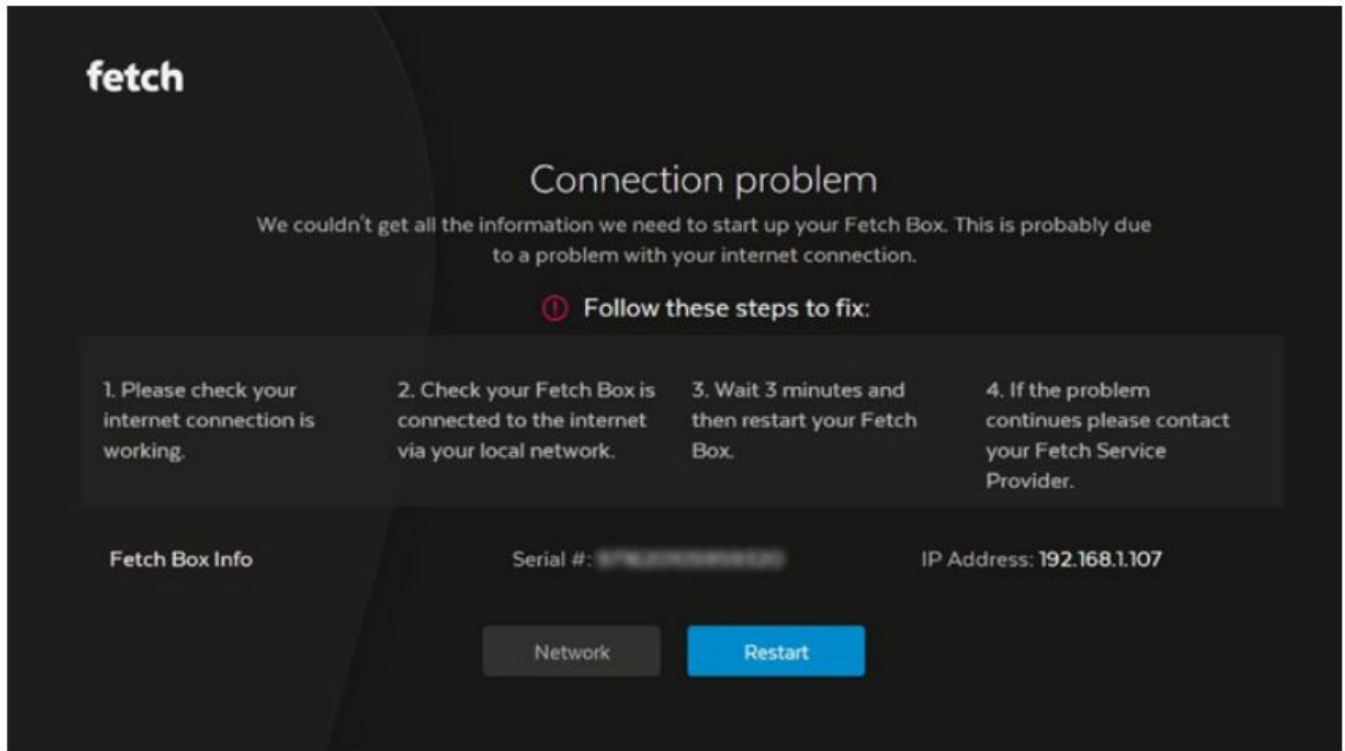 fetch
Connection problem
We couldn't get all the information we need to start up your Fetch Box. This is probably due
to a problem with your internet connection.
Follow these steps to fix:
1. Please check your
internet connection is
working.
2. Check your Fetch Box is
connected to the internet
via your local network.
3. Wait 3 minutes and
then restart your Fetch
Box.
4. If the problem
continues please contact
your Fetch Service
Provider.
Fetch Box Info
Serial #:
IP Address: 192.168.1.107
Network
Restart